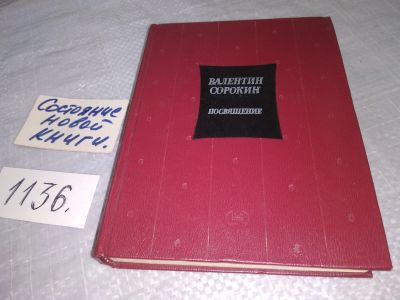 Состояние
новой
книги.
1136.
ВАЛЕНТИН
СОРОКИН
ПОСВЯЩЕНИЕ